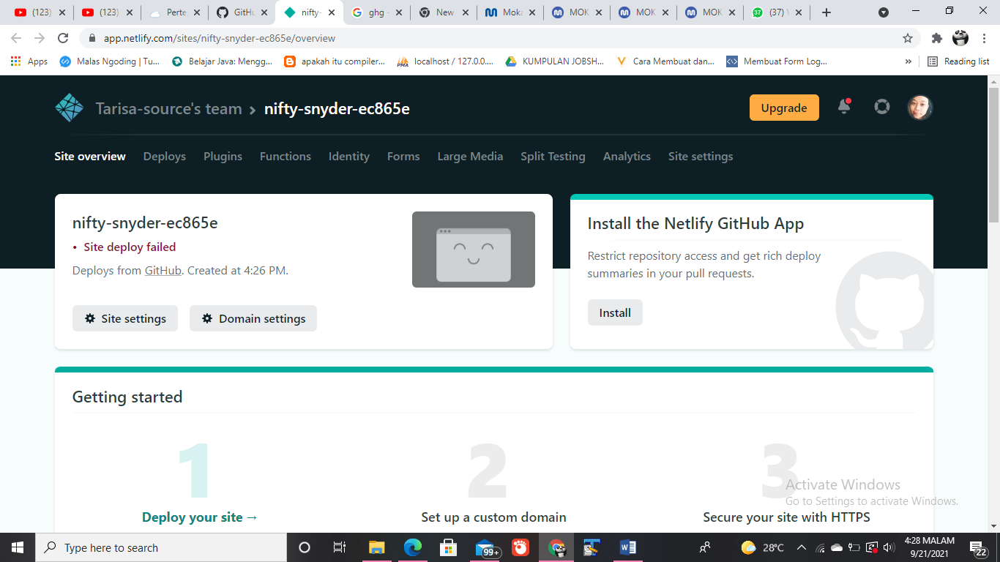 (123)
(123)
Perte
GitHu
nifty-
ghg -
New
Moka
MOK
MOK
MOK
37
(37) W
app.netlify.com/sites/nifty-snyder-ec865e/overview
Apps
Malas Ngoding | Tu...
Belajar Java: Mengg...
apakah itu compiler...
localhost / 127.0.0....
KUMPULAN JOBSH...
Cara Membuat dan...
Membuat Form Log...
»
Reading list
Tarisa-source's team > nifty-snyder-ec865e
Upgrade
Site overview
Deploys
Plugins
Functions
Identity
Forms
Large Media
Split Testing
Analytics
Site settings
nifty-snyder-ec865e
• Site deploy failed
Deploys from GitHub. Created at 4:26 PM.
Site settings
Domain settings
Install the Netlify GitHub App
Restrict repository access and get rich deploy
summaries in your pull requests.
Install
Getting started
1
2
3
Deploy your site →
Set up a custom domain
Secure your site with HTTPS
Activate Windows
Go to Settings to activate Windows.
Type here to search
99+
28°C
4:28 MALAM
9/21/2021
22